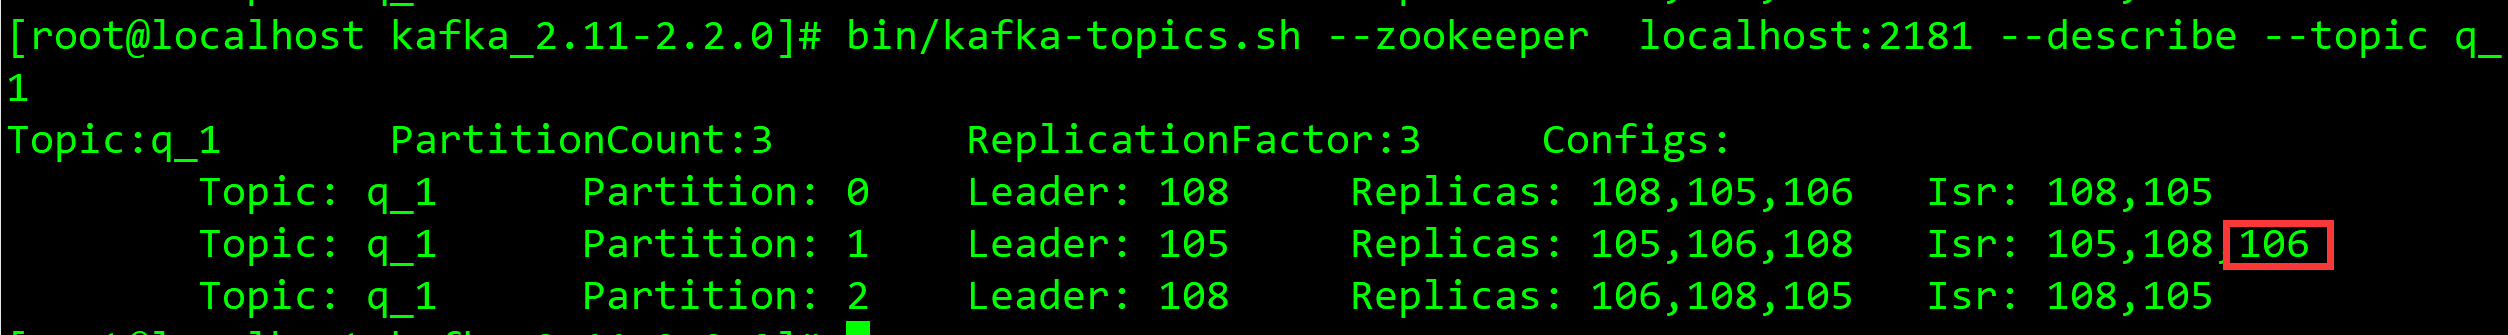 [root@localhost kafka_2.11-2.2.0]# bin/kafka-topics.sh --zookeeper  localhost:2181 --describe --topic q_
1
Topic:q_1	PartitionCount:3	ReplicationFactor:3	Configs:
	Topic: q_1	Partition: 0	Leader: 108	Replicas: 108,105,106	Isr: 108,105
	Topic: q_1	Partition: 1	Leader: 105	Replicas: 105,106,108	Isr: 105,108,106
	Topic: q_1	Partition: 2	Leader: 108	Replicas: 106,108,105	Isr: 108,105